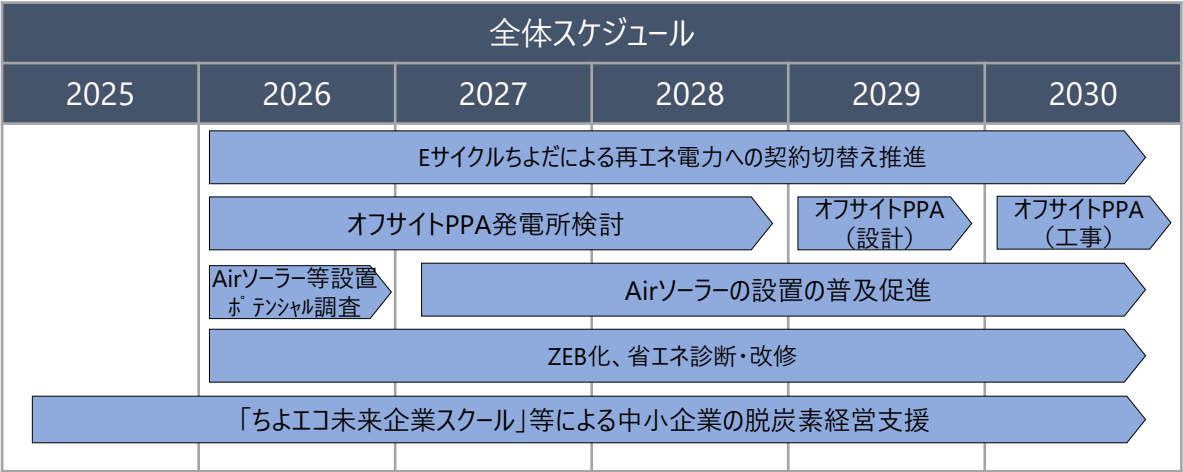 全体スケジュール
2025 2026 2027 2028 2029 2030
Eサイクルちよだによる再エネ電力への契約切替え推進
オフサイトPPA発電所検討
オフサイトPPA
（設計）
オフサイトPPA
（工事）
Airソーラー等設置
ポテンシャル調査
Airソーラーの設置の普及促進
ZEB化、省エネ診断・改修
「ちよエコ未来企業スクール」等による中小企業の脱炭素経営支援